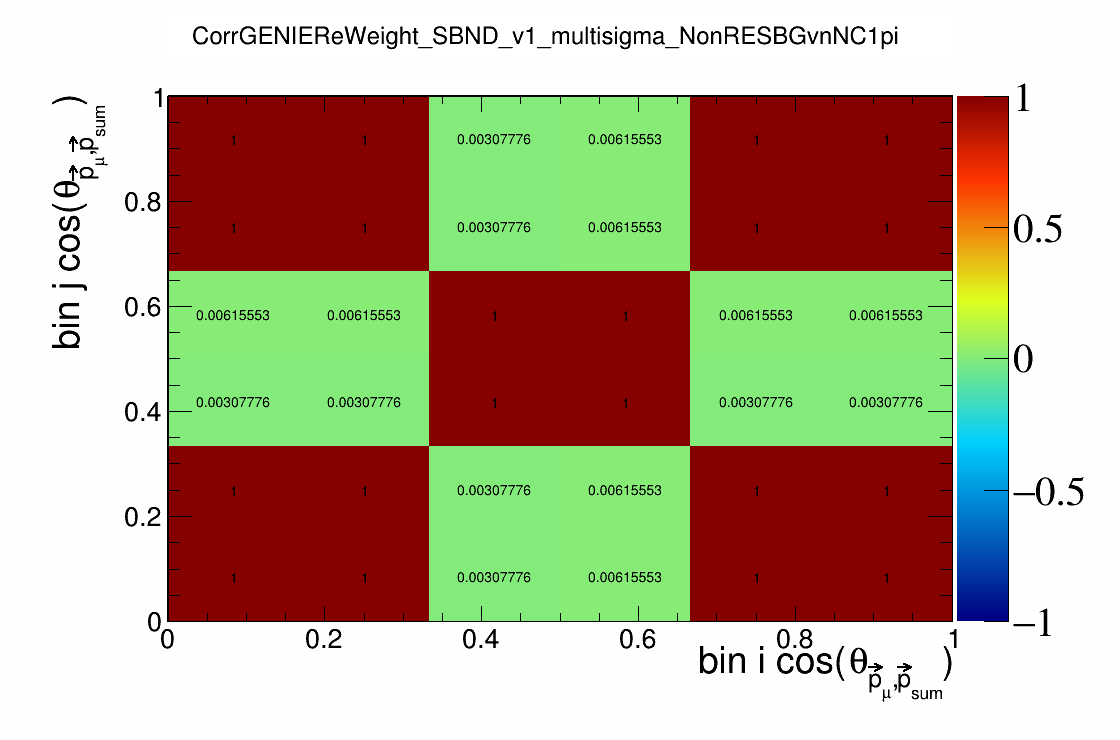 CorrGENIEReWeight_SBND_v1_multisigma_NonRESBGvnNC1pi
bin j cos(θ p⃗μ,p⃗sum)
1
0.8
0.6
0.4
0.2
0
1 1 0.00307776 0.00615553 1 1
1 1 0.00307776 0.00615553 1 1
0.00615553 0.00615553 1 1 0.00615553 0.00615553
0.00307776 0.00307776 1 1 0.00307776 0.00307776
1 1 0.00307776 0.00615553 1 1
1 1 0.00307776 0.00615553 1 1
1
0.5
0
−0.5
−1
0 0.2 0.4 0.6 0.8 1
bin i cos(θ p⃗μ,p⃗sum)